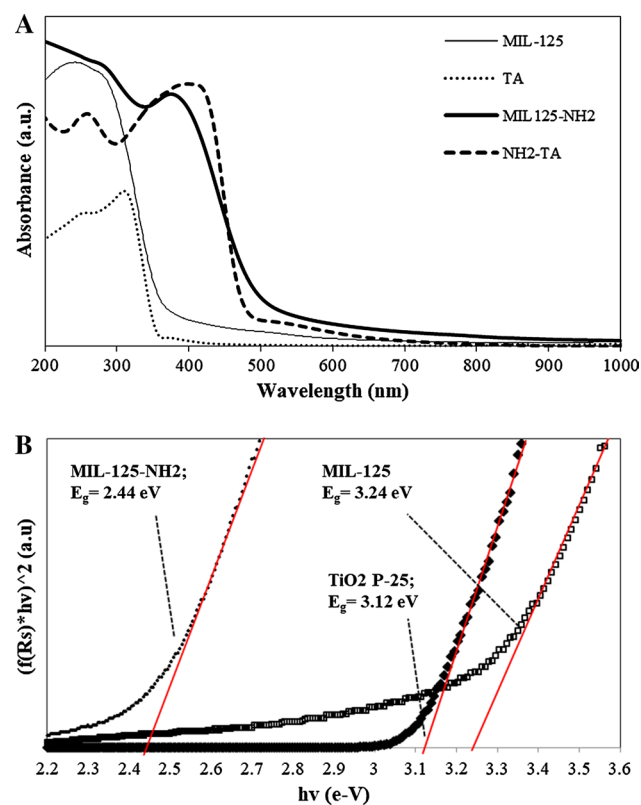 A
MIL-125
TA
MIL125-NH2
NH2-TA
Absorbance (a.u.)
200 300 400 500 600 700 800 900 1000
Wavelength (nm)
B
MIL-125-NH2;
Eg= 2.44 eV
MIL-125
Eg= 3.24 eV
TiO2 P-25;
Eg= 3.12 eV
(f(Rs)*hv)^2 (a.u)
2.2 2.3 2.4 2.5 2.6 2.7 2.8 2.9 3 3.1 3.2 3.3 3.4 3.5 3.6
hv (e-V)